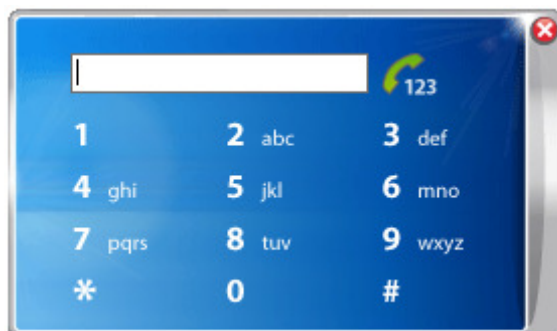 123
1 2 abc 3 def
4 ghi 5 jkl 6 mno
7 pqrs 8 tuv 9 wxyz
* 0 #